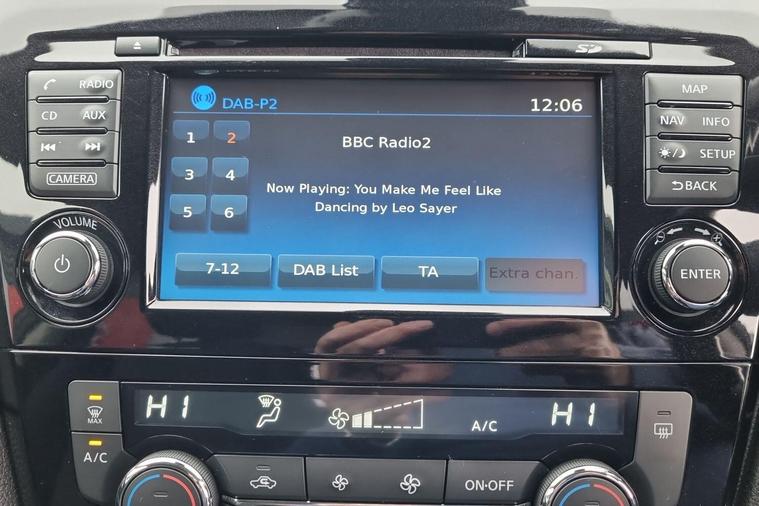 SD
RADIO
CD AUX
CAMERA
VOLUME
DAB-P2
12:06
1 2
3 4
5 6
BBC Radio2
Now Playing: You Make Me Feel Like
Dancing by Leo Sayer
7-12
DAB List
TA
Extra chan.
MAP
NAV INFO
SETUP
BACK
ENTER
MAX
A/C
HI
A/C
HI
ON·OFF